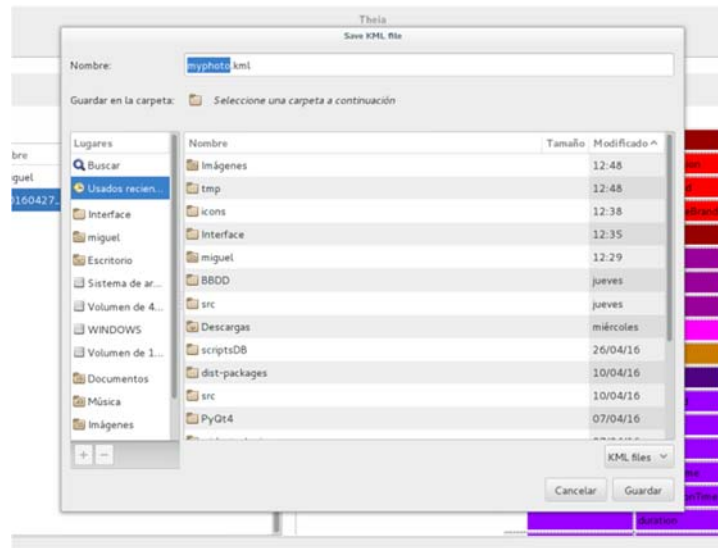 Theia
Save KML file
Nombre: myphoto.kml
Guardar en la carpeta: Seleccione una carpeta a continuación
Lugares
Buscar
Usados recien...
Interface
miguel
Escritorio
Sistema de ar...
Volumen de 4...
WINDOWS
Volumen de 1...
Documentos
Música
Imágenes
Nombre Tamaño Modificado
Imágenes 12:48
tmp 12:48
icons 12:38
Interface 12:35
miguel 12:29
BBDD jueves
src jueves
Descargas miércoles
scriptsDB 26/04/16
dist-packages 10/04/16
src 10/04/16
PyQt4 07/04/16
+ -
KML files
Cancelar Guardar
bre
guel
0160427...
duration